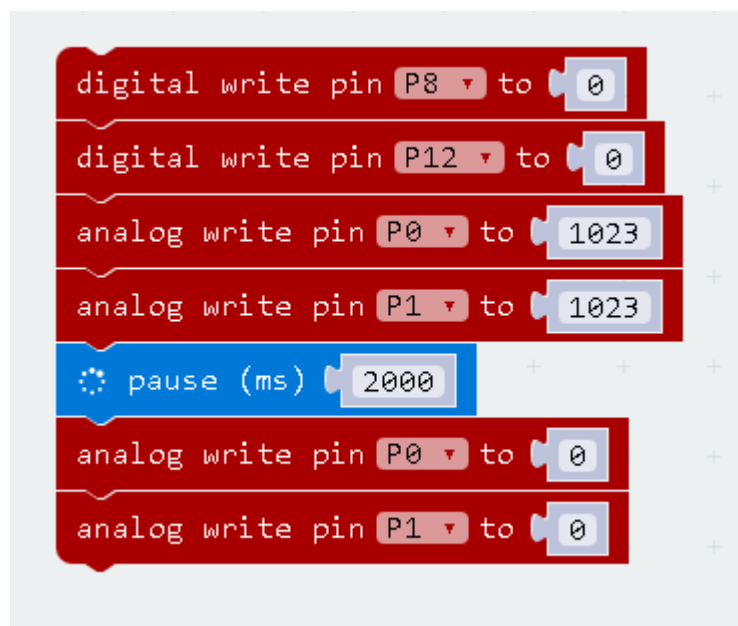 digital write pin P8 to 0
digital write pin P12 to 0
analog write pin P0 to 1023
analog write pin P1 to 1023
pause (ms) 2000
analog write pin P0 to 0
analog write pin P1 to 0